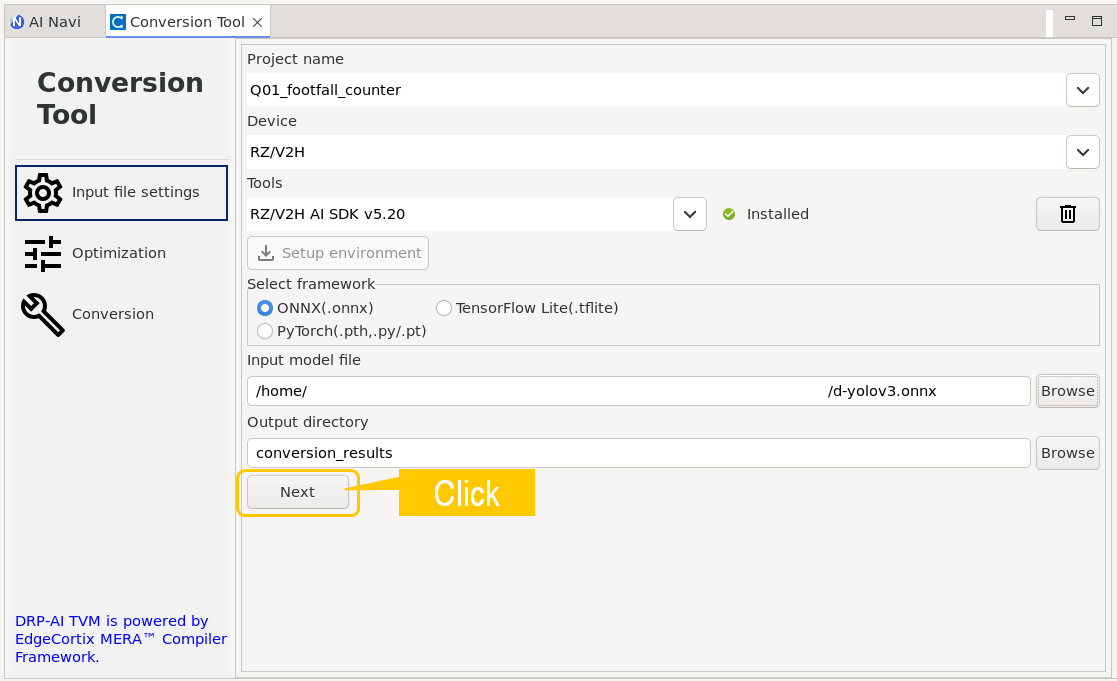 AI Navi
Conversion Tool
Conversion
Tool
Input file settings
Optimization
Conversion
DRP-AI TVM is powered by
EdgeCortix MERA™ Compiler
Framework.
Project name
Q01_footfall_counter
Device
RZ/V2H
Tools
RZ/V2H AI SDK v5.20
Installed
Setup environment
Select framework
ONNX(.onnx) TensorFlow Lite(.tflite)
PyTorch(.pth,.py/.pt)
Input model file
/home/ /d-yolov3.onnx Browse
Output directory
conversion_results Browse
Next Click